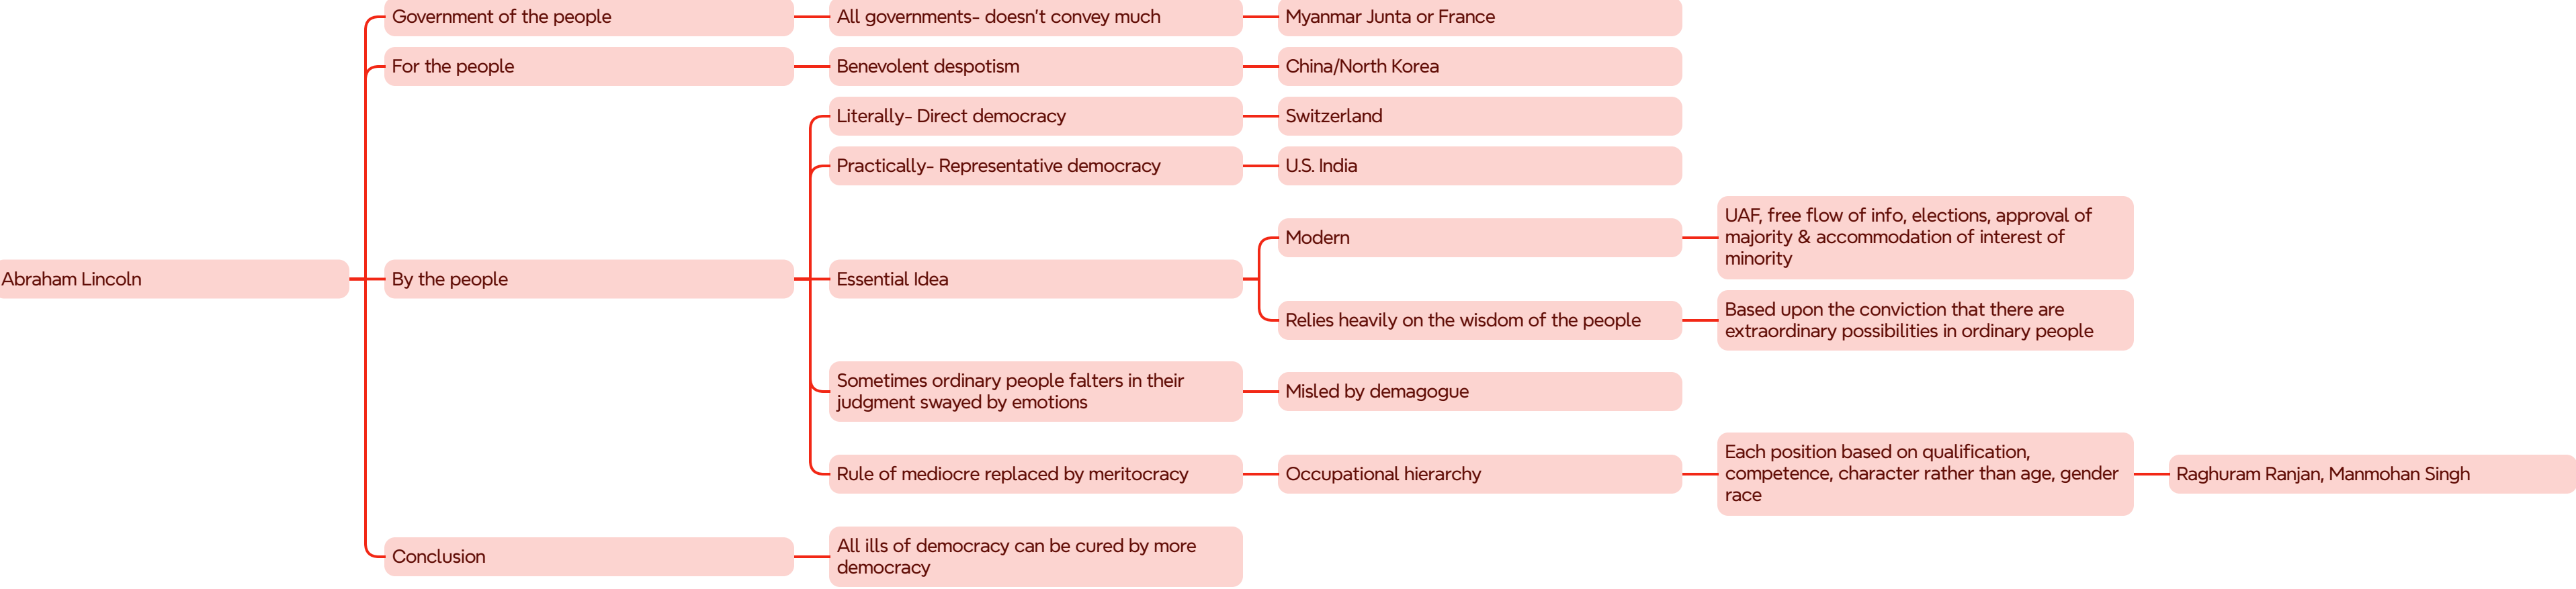 Government of the people
All governments- doesn't convey much
Myanmar Junta or France
For the people
Benevolent despotism
China/North Korea
Literally- Direct democracy
Switzerland
Practically- Representative democracy
U.S. India
Abraham Lincoln
By the people
Essential Idea
Modern
UAF, free flow of info, elections, approval of
majority & accommodation of interest of
minority
Relies heavily on the wisdom of the people
Based upon the conviction that there are
extraordinary possibilities in ordinary people
Sometimes ordinary people falters in their
judgment swayed by emotions
Misled by demagogue
Rule of mediocre replaced by meritocracy
Occupational hierarchy
Each position based on qualification,
competence, character rather than age, gender
race
Raghuram Ranjan, Manmohan Singh
Conclusion
All ills of democracy can be cured by more
democracy